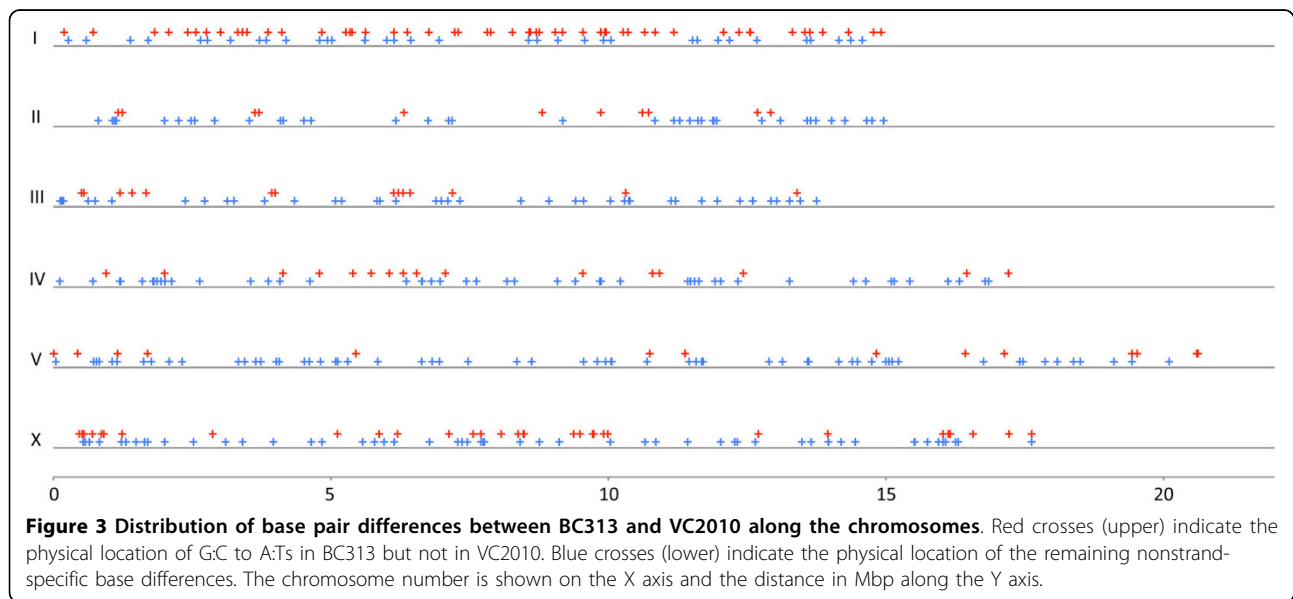 I
II
III
IV
V
X
0 5 10 15 20
Figure 3 Distribution of base pair differences between BC313 and VC2010 along the chromosomes. Red crosses (upper) indicate the
physical location of G:C to A:Ts in BC313 but not in VC2010. Blue crosses (lower) indicate the physical location of the remaining nonstrand-
specific base differences. The chromosome number is shown on the X axis and the distance in Mbp along the Y axis.